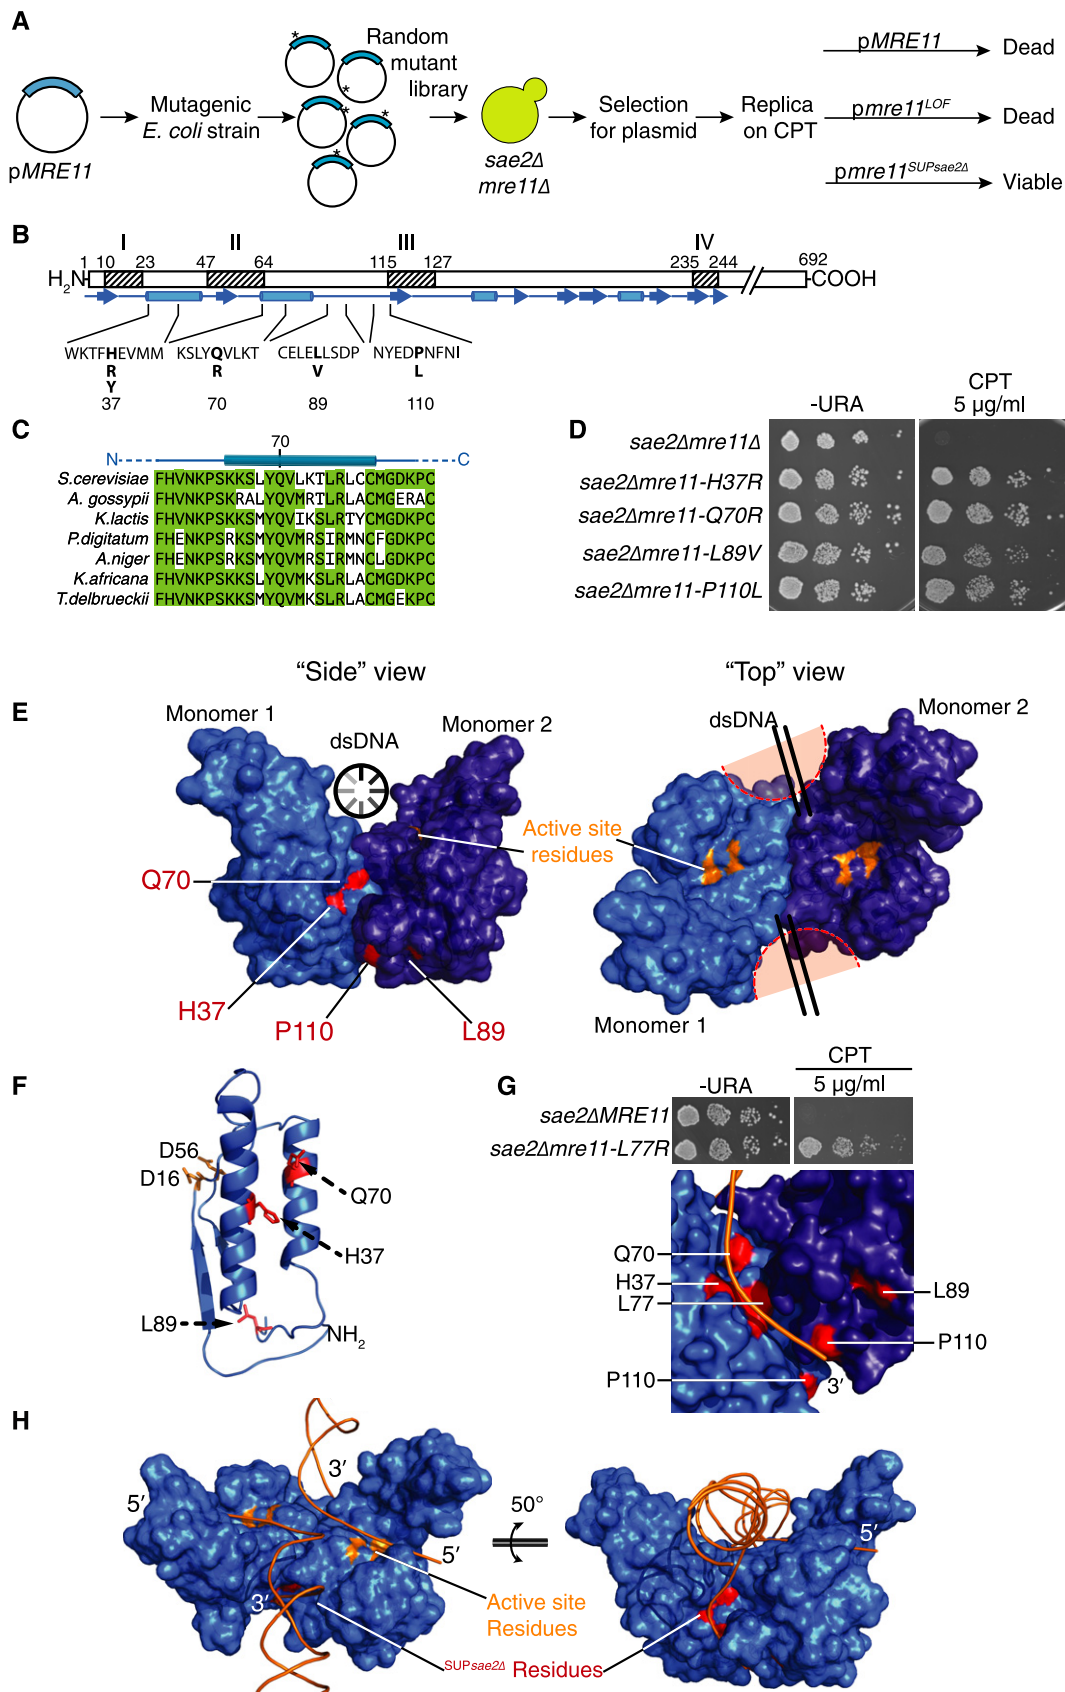 A
pMRE11
Mutagenic
E. coli strain
Random
mutant
library
sae2Δ
mre11Δ
Selection
for plasmid
Replica
on CPT
pMRE11
Dead
pmre11LOF
Dead
pmre11SUPsae2Δ
Viable
B
I II III IV
1 10 23 47 64 115 127 235 244 692
H2N COOH
WKTFHEVMM KSLYQVLKT CELELLSDP NYEDPNFNI
R R V L
Y
37 70 89 110
C
70
N C
S.cerevisiae FHVNKPSKKSLYQVLKTLRLCCMGDKPC
A. gossypii FHVNKPSKRALYQVMRTLRLACMGERAC
K.lactis FHVNKPSKKSMYQVIKSLRTYCMGDKPC
P.digitatum FHENKPSRKSMYQVMRSIRMNCFGDKPC
A.niger FHENKPSRKSMYQVMRSIRMNCLGDKPC
K.africana FHVNKPSKKSLYQVMKSLRLACMGDKPC
T.delbrueckii FHVNKPSKKSMYQVMKSLRLACMGEKPC
D
-URA
CPT
5 µg/ml
sae2Δmre11Δ
sae2Δmre11-H37R
sae2Δmre11-Q70R
sae2Δmre11-L89V
sae2Δmre11-P110L
E
"Side" view
"Top" view
Monomer 1
dsDNA
Monomer 2
Q70
H37
P110
L89
Active site
residues
dsDNA
Monomer 2
Monomer 1
F
D56
D16
Q70
H37
L89
NH2
G
-URA
CPT
5 µg/ml
sae2ΔMRE11
sae2Δmre11-L77R
Q70
H37
L77
L89
P110
P110
3′
H
5′
3′
5′
3′
50°
5′
Active site
Residues
SUPsae2Δ Residues